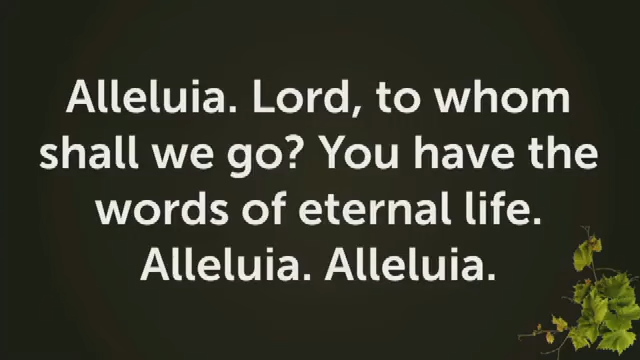 Alleluia. Lord, to whom
shall we go? You have the
words of eternal life.
Alleluia. Alleluia.